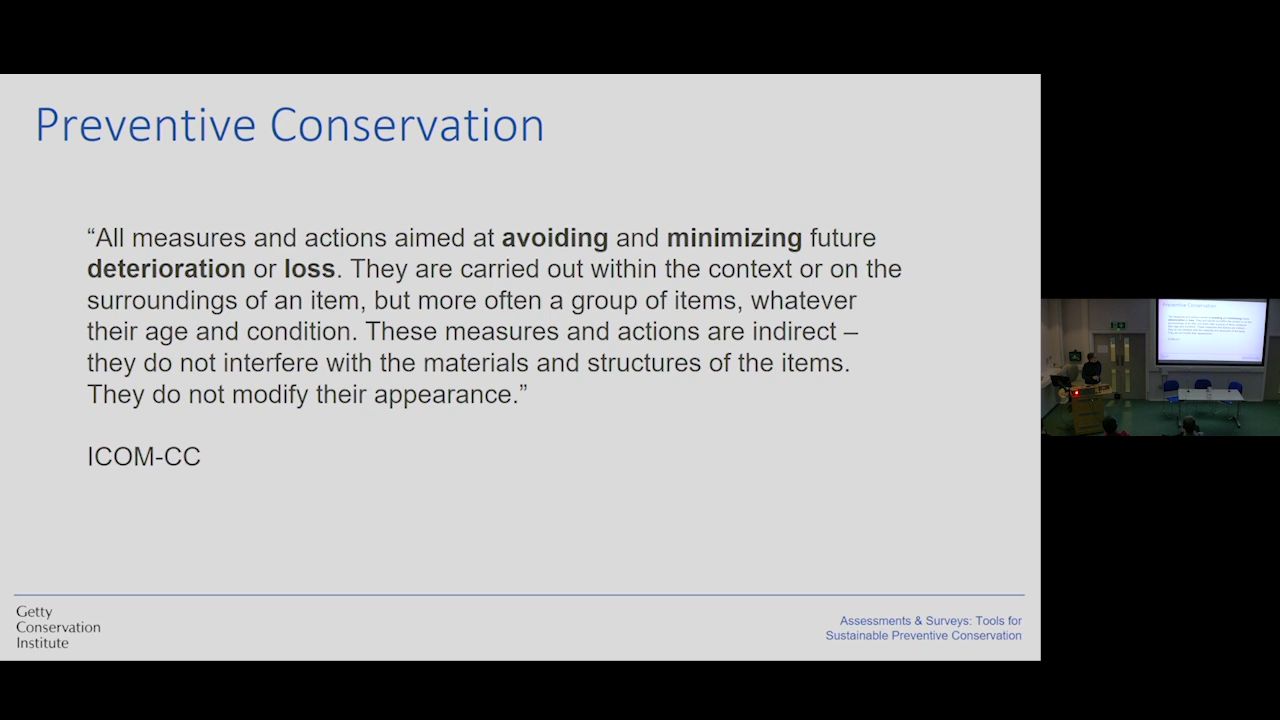 Preventive Conservation
“All measures and actions aimed at avoiding and minimizing future
deterioration or loss. They are carried out within the context or on the
surroundings of an item, but more often a group of items, whatever
their age and condition. These measures and actions are indirect –
they do not interfere with the materials and structures of the items.
They do not modify their appearance.”
ICOM-CC
Getty
Conservation
Institute
Assessments & Surveys: Tools for
Sustainable Preventive Conservation
Preventive Conservation